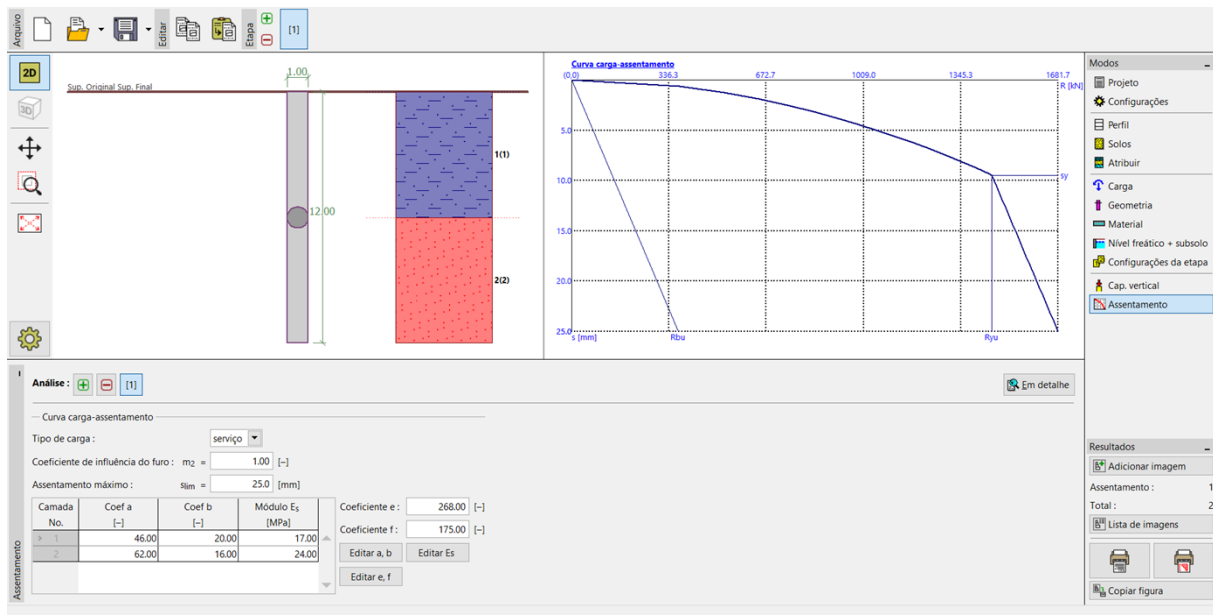 Arquivo
Editar
Etapa
[1]
2D
3D
Sup. Original Sup. Final
1.00
12.00
1(1)
2(2)
Curva carga-assentamento
(0,0) 336.3 672.7 1009.0 1345.3 1681.7
R [kN]
5.0
10.0
15.0
20.0
25.0
sy
s [mm]
Rbu
Ryu
Modos
Projeto
Configurações
Perfil
Solos
Atribuir
Carga
Geometria
Material
Nível freático + subsolo
Configurações da etapa
Cap. vertical
Assentamento
Análise : [1]
Em detalhe
Curva carga-assentamento
Tipo de carga : serviço
Coeficiente de influência do furo : m₂ = 1.00 [–]
Assentamento máximo : slim = 25.0 [mm]
Camada Coef a Coef b Módulo Es
No. [–] [–] [MPa]
1 46.00 20.00 17.00
2 62.00 16.00 24.00
Coeficiente e : 268.00 [–]
Coeficiente f : 175.00 [–]
Editar a, b Editar Es
Editar e, f
Assentamento
Resultados
Adicionar imagem
Assentamento : 1
Total : 2
Lista de imagens
Copiar figura